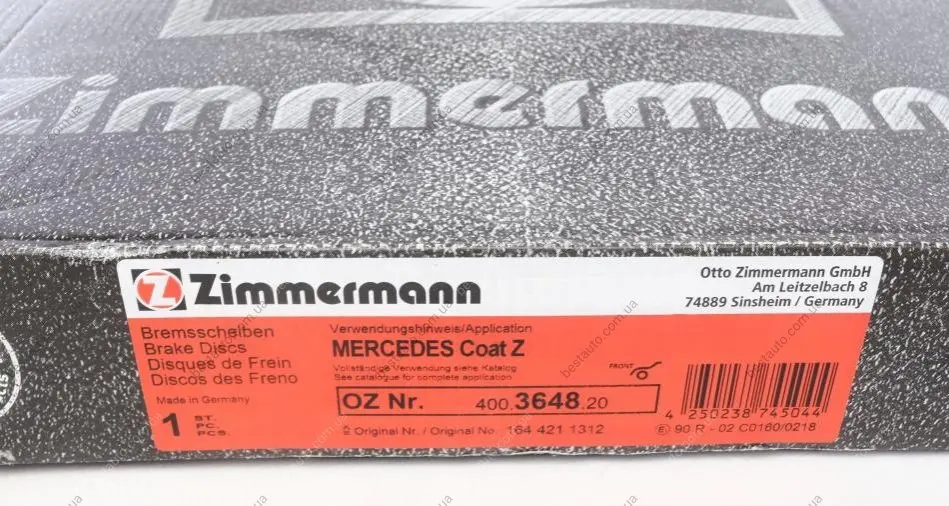 Zimmermann
Zimmermann
Otto Zimmermann GmbH
Am Leitzelbach 8
74889 Sinsheim / Germany
Bremsscheiben
Brake Discs
Disques de Frein
Discos des Freno
Made in Germany
1 ST.
PC.
PCS.
Verwendungshinweis/Application
MERCEDES Coat Z
Vollständige Verwendung siehe Katalog
See catalogue for complete application
FRONT
OZ Nr. 400.3648.20
Original Nr. / Original No 164 421 1312
4 250238 745044
E 90 R - 02 C0160/0218
bestauto.com.ua